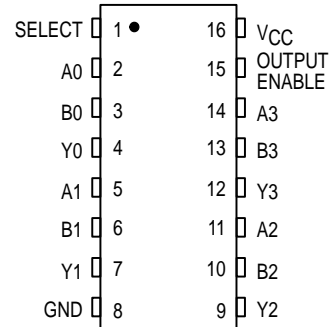 SELECT 1 16 VCC
A0 2 15 OUTPUT ENABLE
B0 3 14 A3
Y0 4 13 B3
A1 5 12 Y3
B1 6 11 A2
Y1 7 10 B2
GND 8 9 Y2